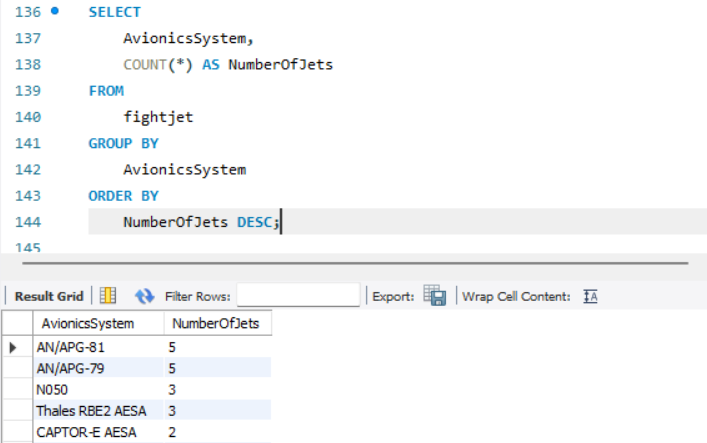 136 SELECT
137 AvionicsSystem,
138 COUNT(*) AS NumberOfJets
139 FROM
140 fightjet
141 GROUP BY
142 AvionicsSystem
143 ORDER BY
144 NumberOfJets DESC;
145
Result Grid Filter Rows: Export: Wrap Cell Content: IA
AvionicsSystem NumberOfJets
AN/APG-81 5
AN/APG-79 5
N050 3
Thales RBE2 AESA 3
CAPTOR-E AESA 2